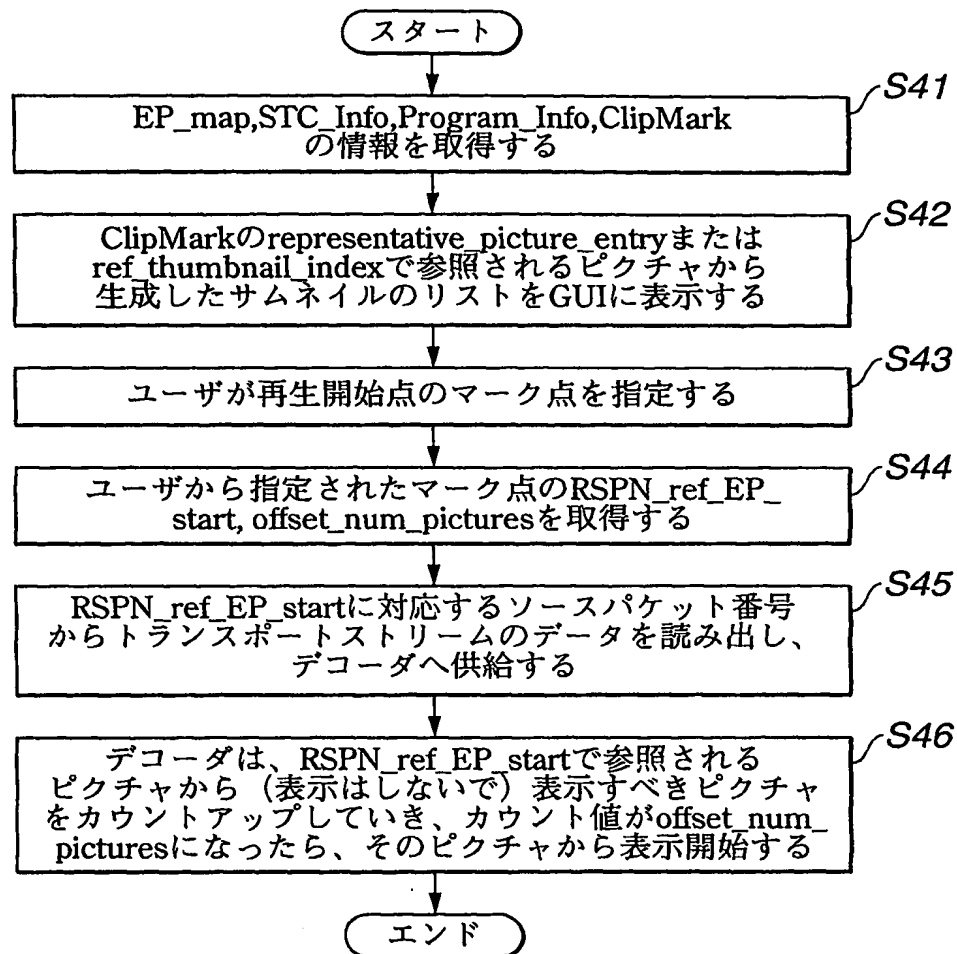 スタート
S41
EP_map,STC_Info,Program_Info,ClipMark
の情報を取得する
S42
ClipMarkのrepresentative_picture_entryまたは
ref_thumbnail_indexで参照されるピクチャから
生成したサムネイルのリストをGUIに表示する
S43
ユーザが再生開始点のマーク点を指定する
S44
ユーザから指定されたマーク点のRSPN_ref_EP_
start, offset_num_picturesを取得する
S45
RSPN_ref_EP_startに対応するソースパケット番号
からトランスポートストリームのデータを読み出し、
デコーダへ供給する
S46
デコーダは、RSPN_ref_EP_startで参照される
ピクチャから（表示はしないで）表示すべきピクチャ
をカウントアップしていき、カウント値がoffset_num_
picturesになったら、そのピクチャから表示開始する
エンド